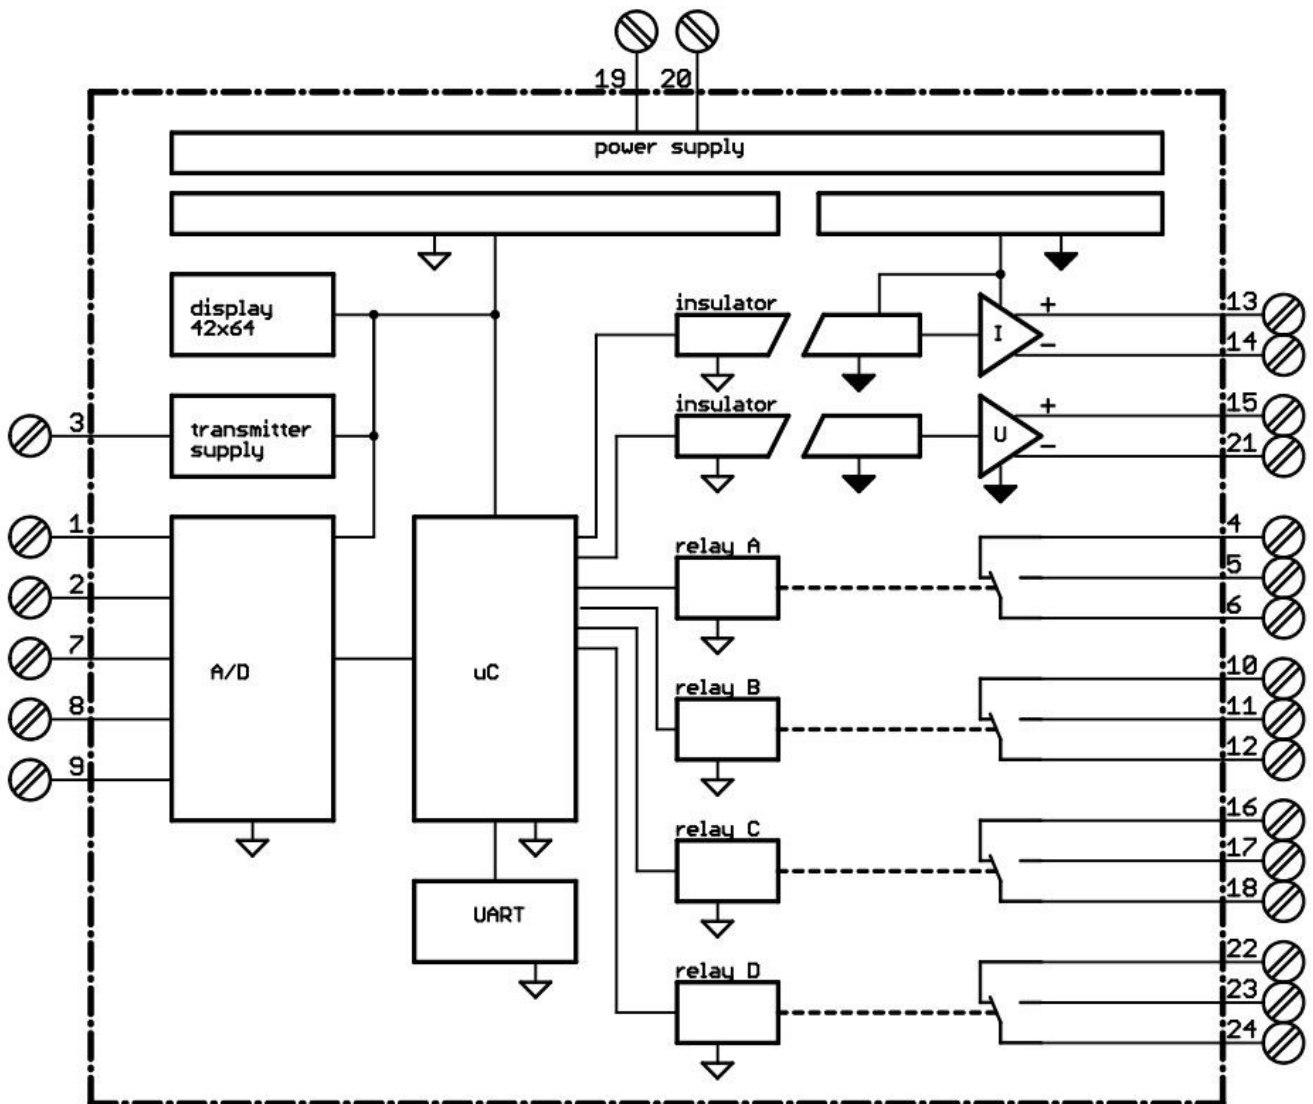 19 20
power supply
display
42x64
insulator
+
I
−
13
14
insulator
+
U
−
15
21
3
transmitter
supply
1
2
7
8
9
A/D
uC
relay A
4
5
6
relay B
10
11
12
relay C
16
17
18
UART
relay D
22
23
24